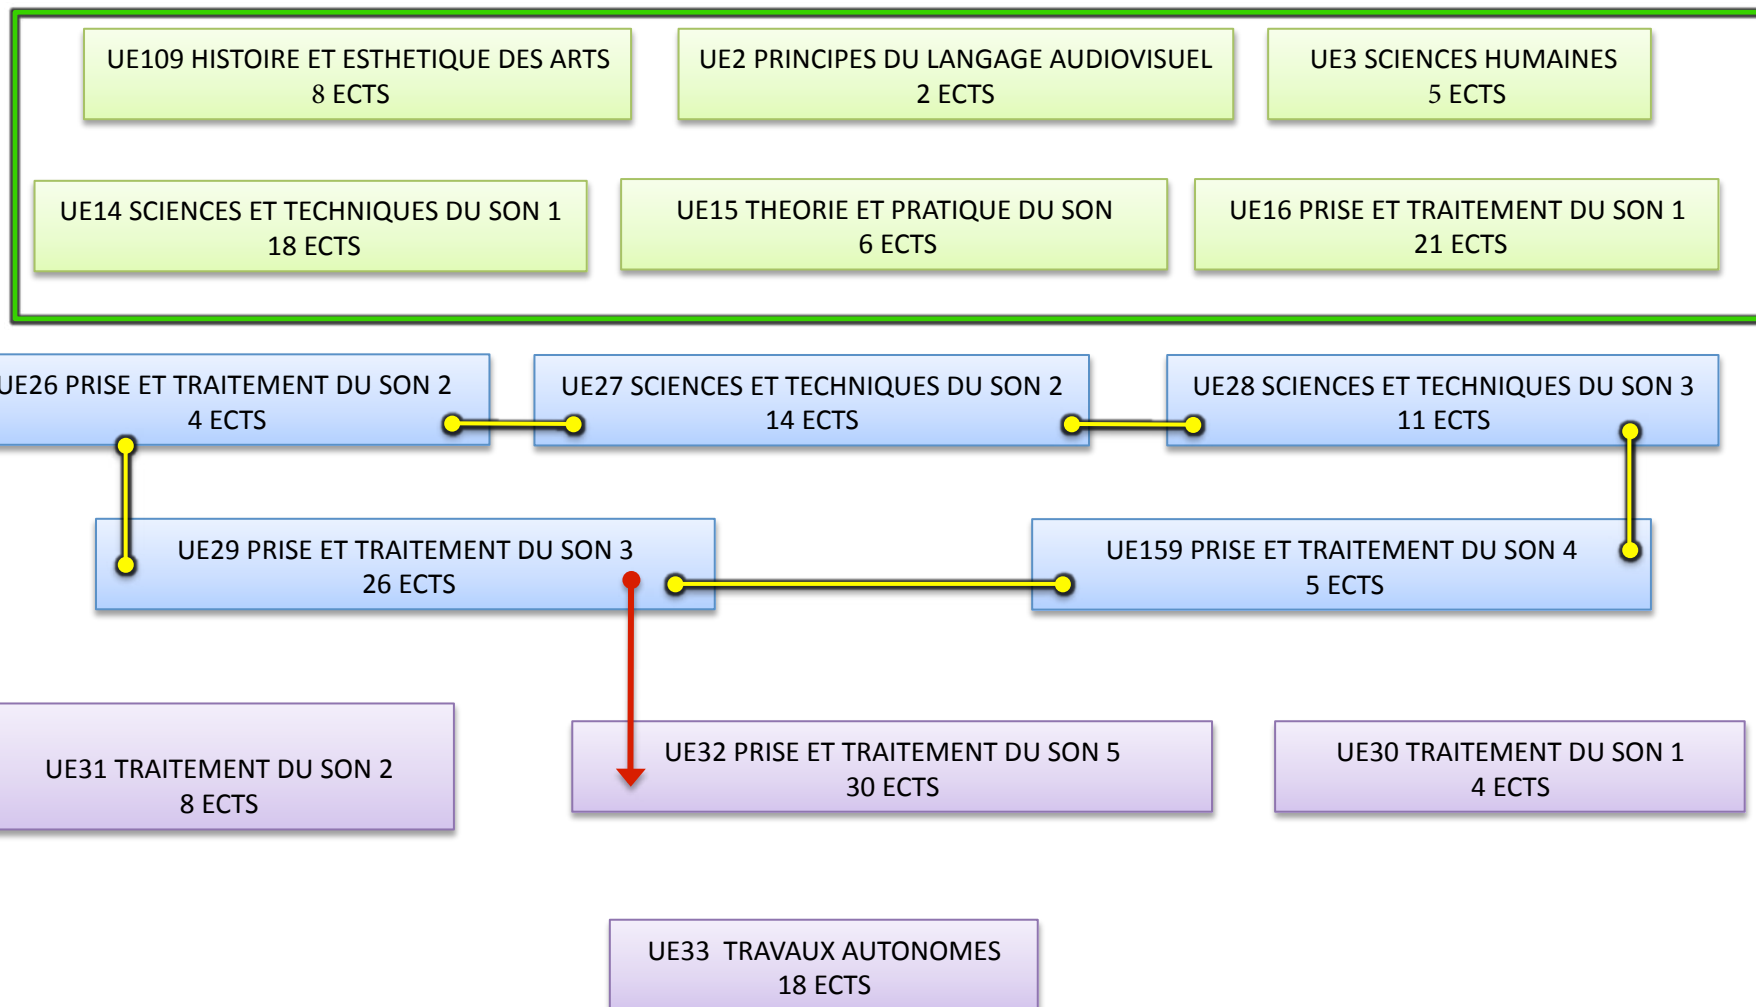 UE109 HISTOIRE ET ESTHETIQUE DES ARTS
8 ECTS
UE2 PRINCIPES DU LANGAGE AUDIOVISUEL
2 ECTS
UE3 SCIENCES HUMAINES
5 ECTS
UE14 SCIENCES ET TECHNIQUES DU SON 1
18 ECTS
UE15 THEORIE ET PRATIQUE DU SON
6 ECTS
UE16 PRISE ET TRAITEMENT DU SON 1
21 ECTS
UE26 PRISE ET TRAITEMENT DU SON 2
4 ECTS
UE27 SCIENCES ET TECHNIQUES DU SON 2
14 ECTS
UE28 SCIENCES ET TECHNIQUES DU SON 3
11 ECTS
UE29 PRISE ET TRAITEMENT DU SON 3
26 ECTS
UE159 PRISE ET TRAITEMENT DU SON 4
5 ECTS
UE31 TRAITEMENT DU SON 2
8 ECTS
UE32 PRISE ET TRAITEMENT DU SON 5
30 ECTS
UE30 TRAITEMENT DU SON 1
4 ECTS
UE33 TRAVAUX AUTONOMES
18 ECTS